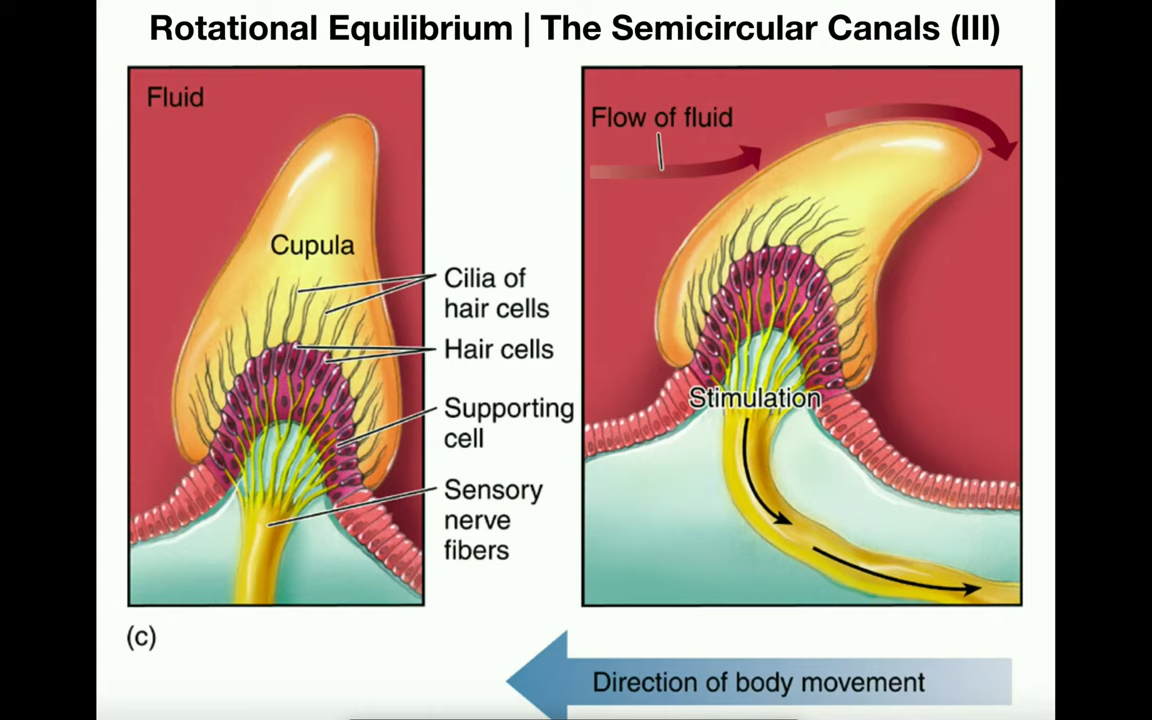 Rotational Equilibrium | The Semicircular Canals (III)
Fluid
Cupula
Cilia of
hair cells
Hair cells
Supporting
cell
Sensory
nerve
fibers
(c)
Flow of fluid
Stimulation
Direction of body movement